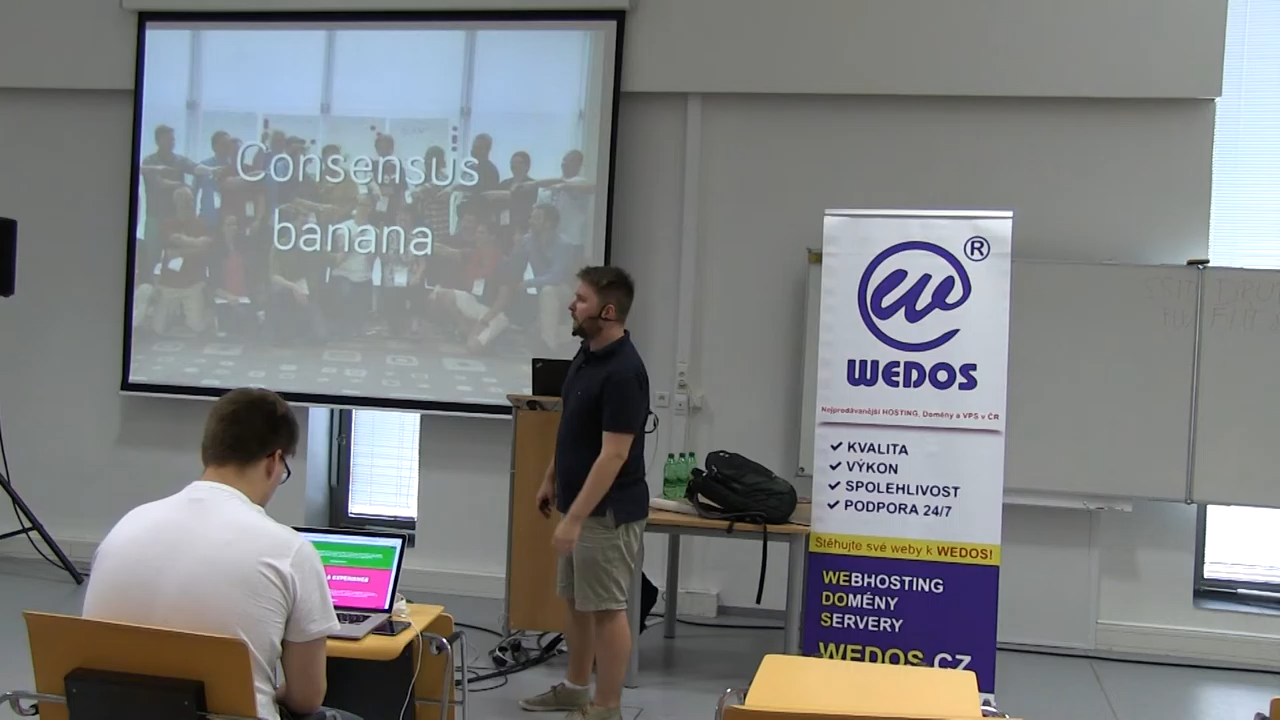 Consensus
banana
®
WEDOS
Nejprodávanější HOSTING, Domény a VPS v ČR
KVALITA
VÝKON
SPOLEHLIVOST
PODPORA 24/7
Stěhujte své weby k WEDOS!
WEBHOSTING
DOMÉNY
SERVERY
WEDOS.CZ
& EXPERIENCE